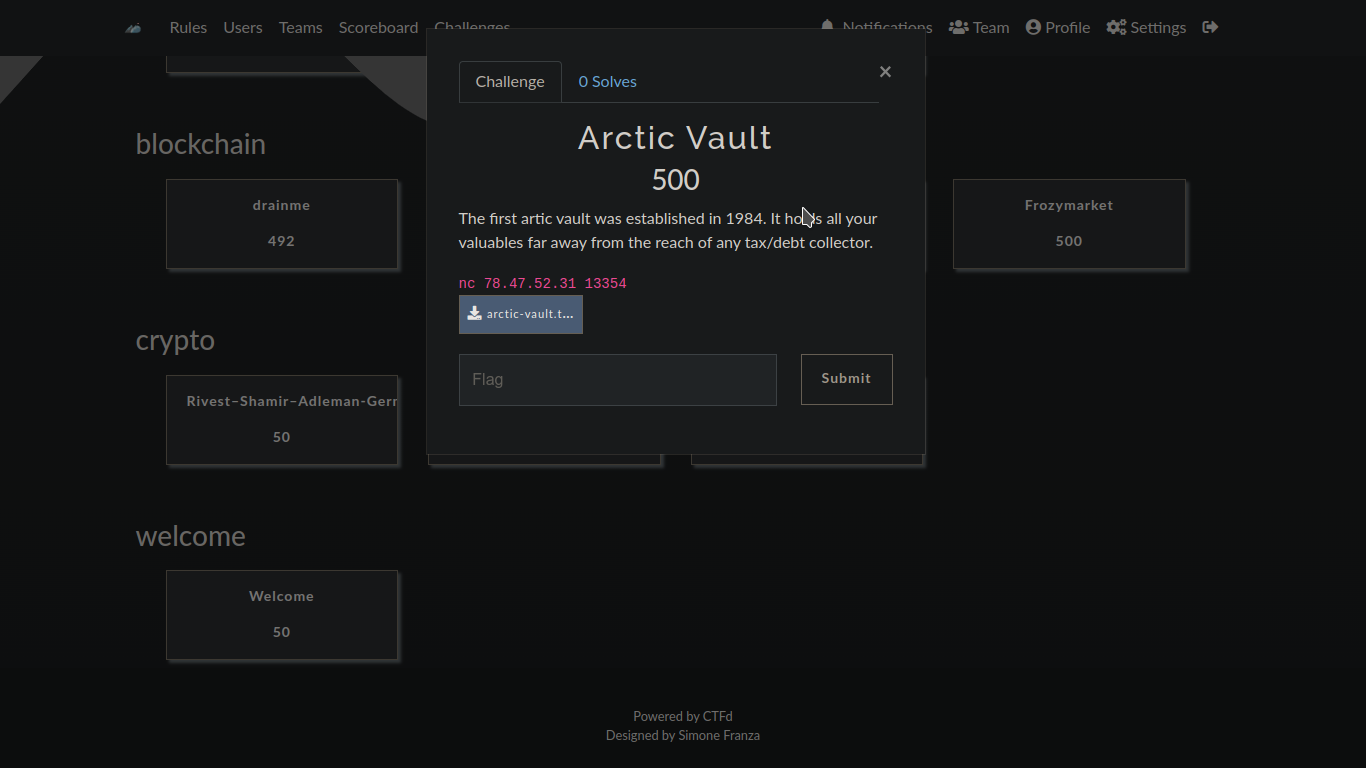 Rules Users Teams Scoreboard Challenges Notifications Team Profile Settings
Challenge 0 Solves ×
Arctic Vault
500
The first artic vault was established in 1984. It holds all your
valuables far away from the reach of any tax/debt collector.
nc 78.47.52.31 13354
arctic-vault.t...
Flag Submit
blockchain
drainme
492
Frozymarket
500
crypto
Rivest–Shamir–Adleman-Gerr
50
welcome
Welcome
50
Powered by CTFd
Designed by Simone Franza